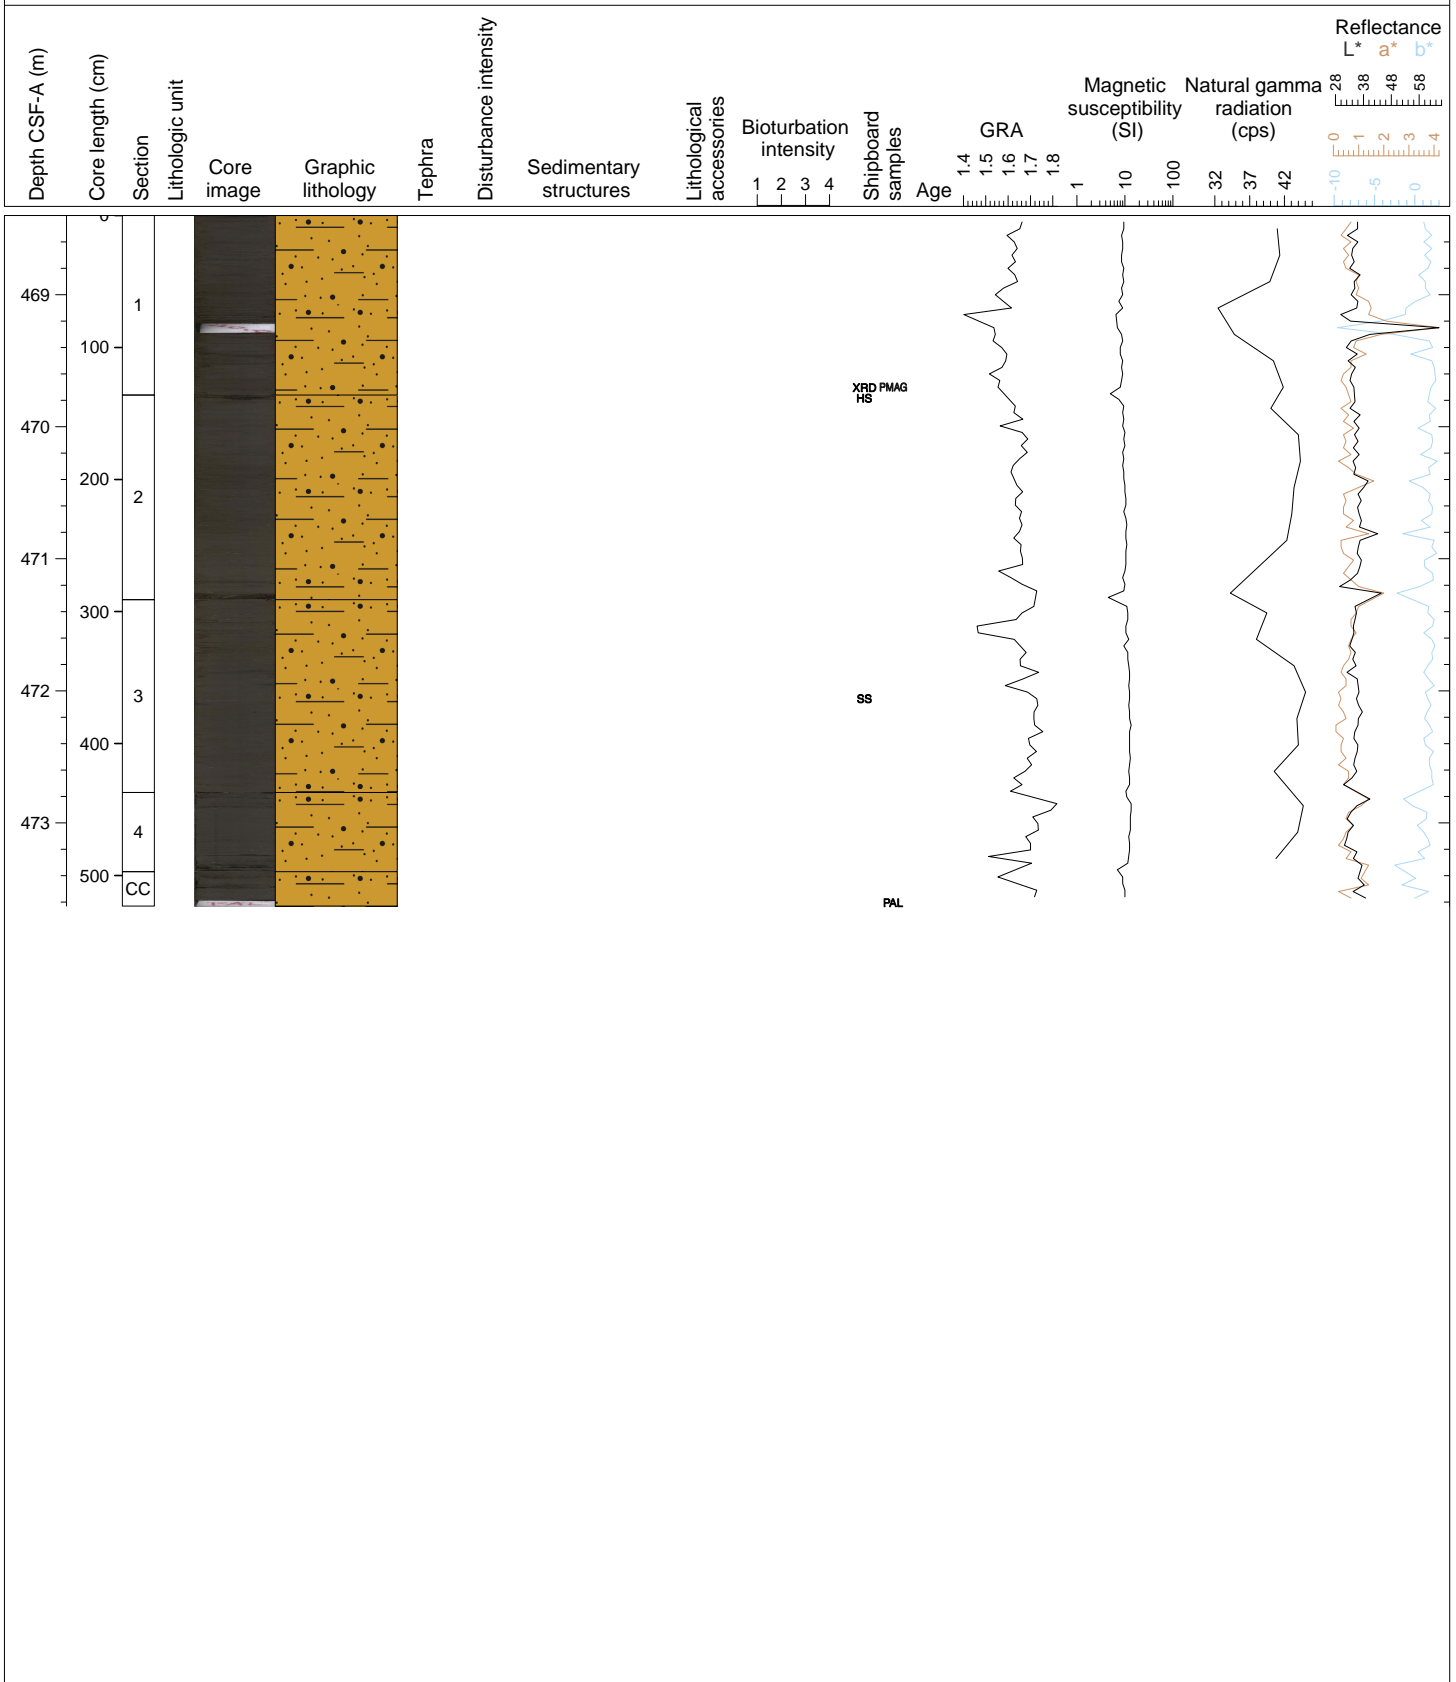 Depth CSF-A (m)
Core length (cm)
Section
Lithologic unit
Core
image
Graphic
lithology
Tephra
Disturbance intensity
Sedimentary
structures
Lithological
accessories
Bioturbation
intensity
1 2 3 4
Shipboard
samples
Age
GRA
1.4 1.5 1.6 1.7 1.8
Magnetic
susceptibility
(SI)
1 10 100
Natural gamma
radiation
(cps)
32 37 42
Reflectance
L* a* b*
28 38 48 58
0 1 2 3 4
-10 -5 0
0
469
1
100
XRD PMAG
HS
470
200
2
471
300
472
3
SS
400
473
4
500
CC
PAL